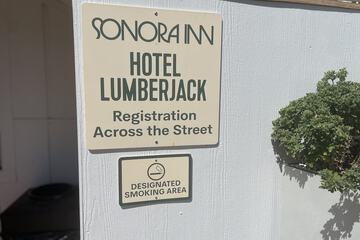 SONORA INN
HOTEL
LUMBERJACK
Registration
Across the Street
DESIGNATED
SMOKING AREA